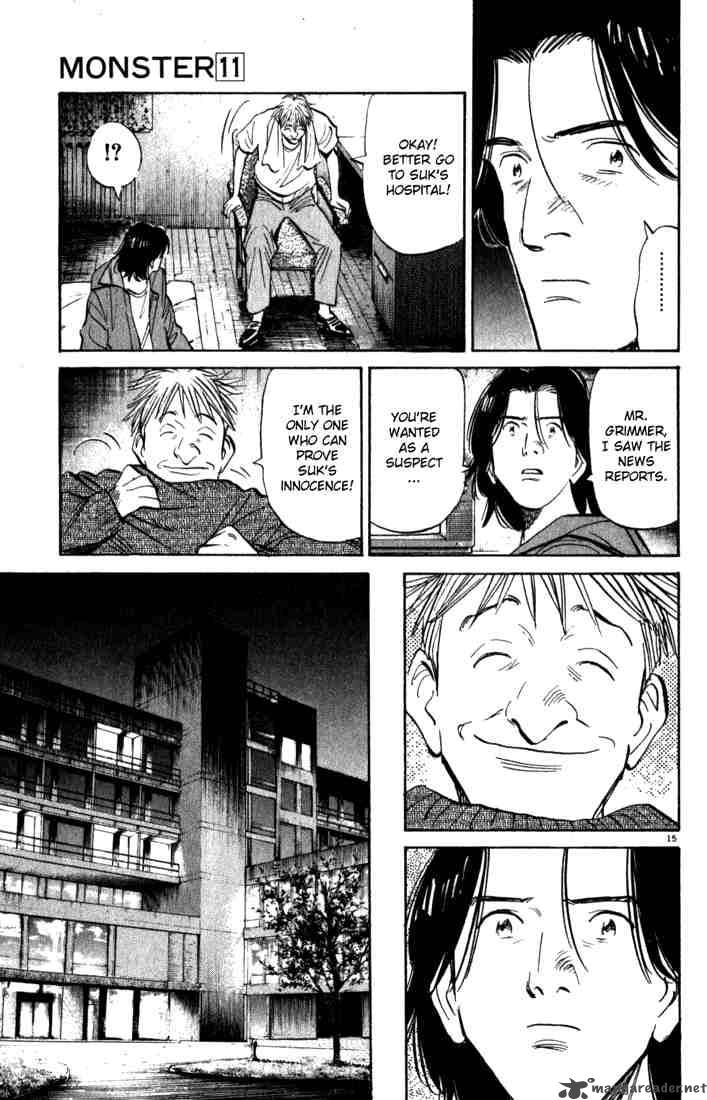 MONSTER 11
............
OKAY!
BETTER GO
TO SUK'S
HOSPITAL!
!?
MR.
GRIMMER,
I SAW THE
NEWS
REPORTS.
YOU'RE
WANTED
AS A
SUSPECT
...
I'M THE
ONLY ONE
WHO CAN
PROVE
SUK'S
INNOCENCE!
15
mangareader.net